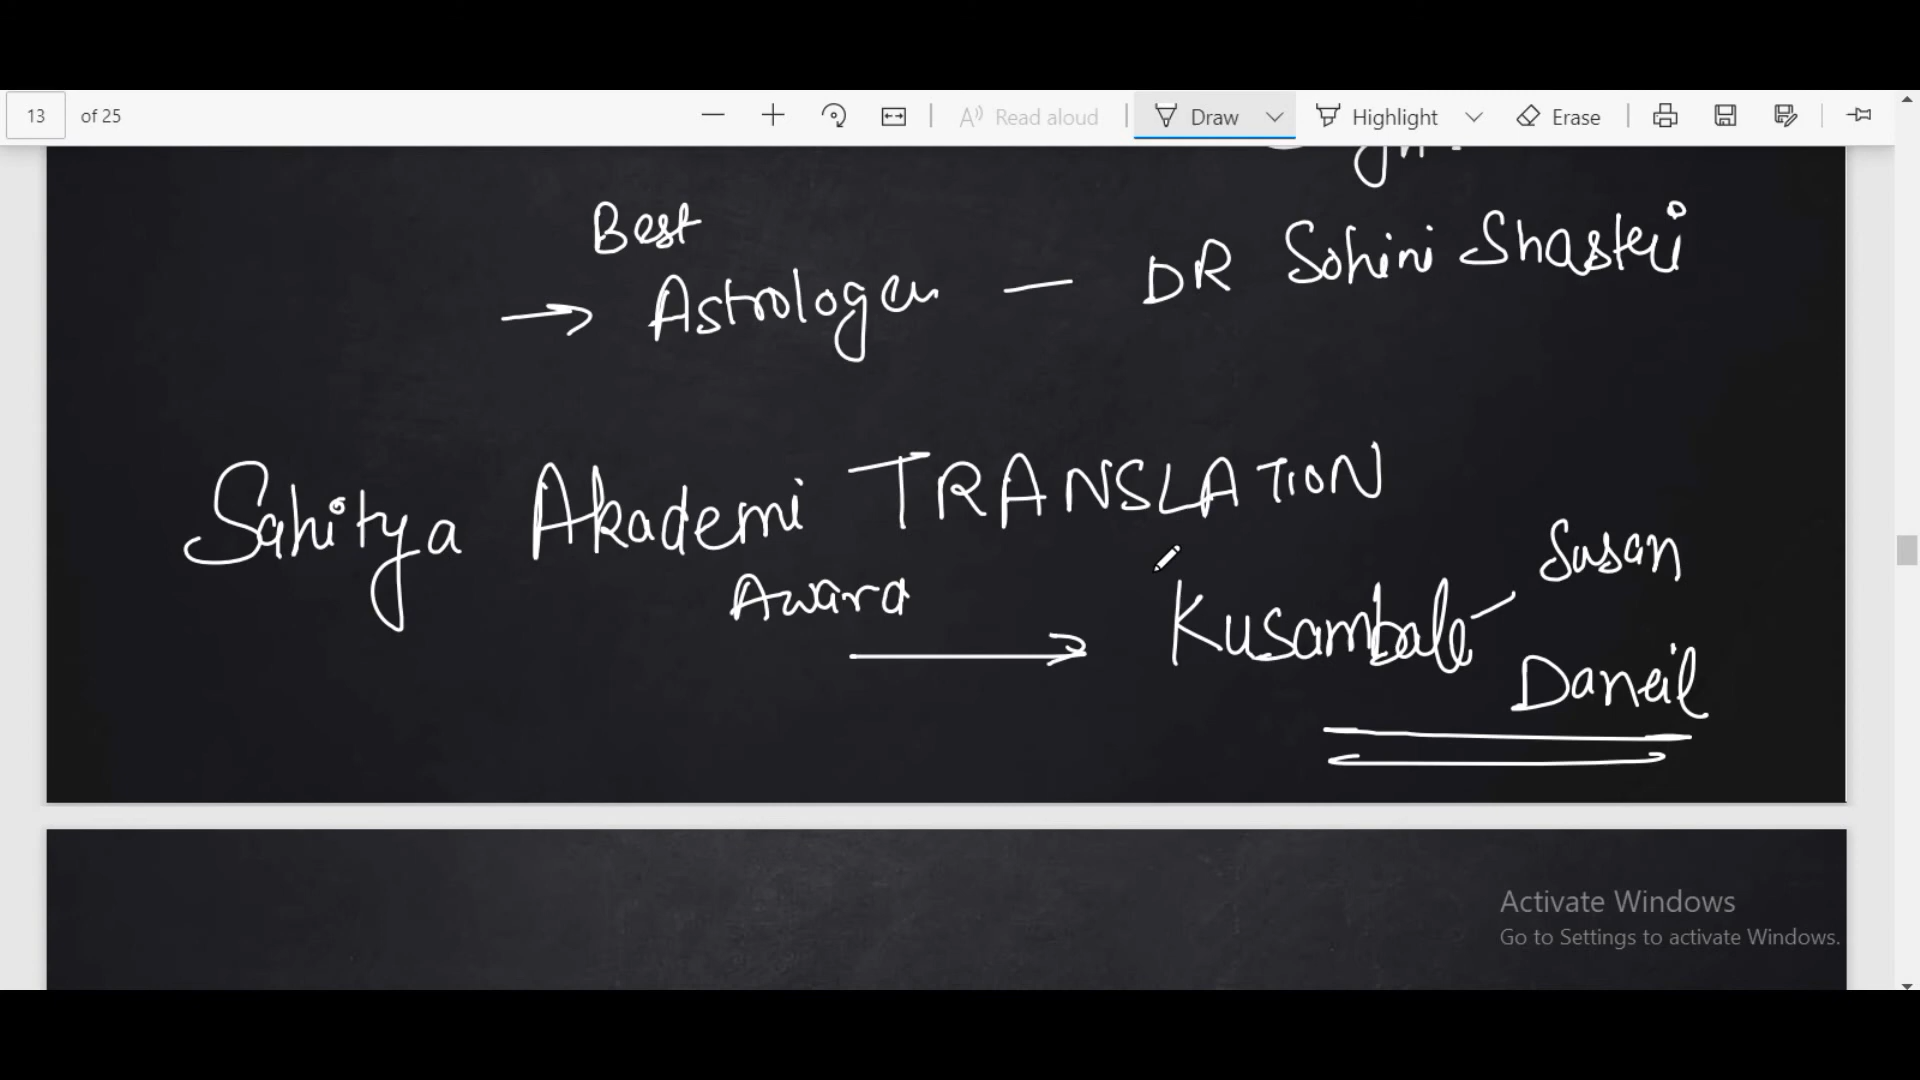 13 of 25 Read aloud Draw Highlight Erase
Best
→ Astrologer — DR Sohini Shastri
Sahitya Akademi TRANSLATION
Award → Kusambale — Susan
Daneil
Activate Windows
Go to Settings to activate Windows.